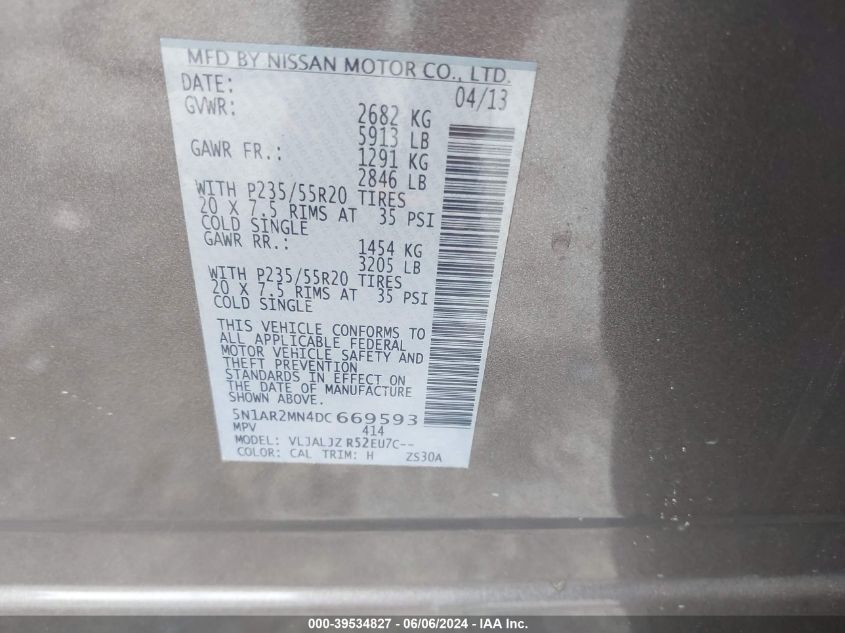 MFD BY NISSAN MOTOR CO., LTD.
DATE: 04/13
GVWR: 2682 KG
5913 LB
GAWR FR.: 1291 KG
2846 LB
WITH P235/55R20 TIRES
20 X 7.5 RIMS AT 35 PSI
COLD SINGLE
GAWR RR.: 1454 KG
3205 LB
WITH P235/55R20 TIRES
20 X 7.5 RIMS AT 35 PSI
COLD SINGLE
THIS VEHICLE CONFORMS TO
ALL APPLICABLE FEDERAL
MOTOR VEHICLE SAFETY AND
THEFT PREVENTION
STANDARDS IN EFFECT ON
THE DATE OF MANUFACTURE
SHOWN ABOVE.
5N1AR2MN4DC669593
MPV 414
MODEL: VLJALJZ R52EU7C--
COLOR: CAL TRIM: H ZS30A
000-39534827 - 06/06/2024 - IAA Inc.